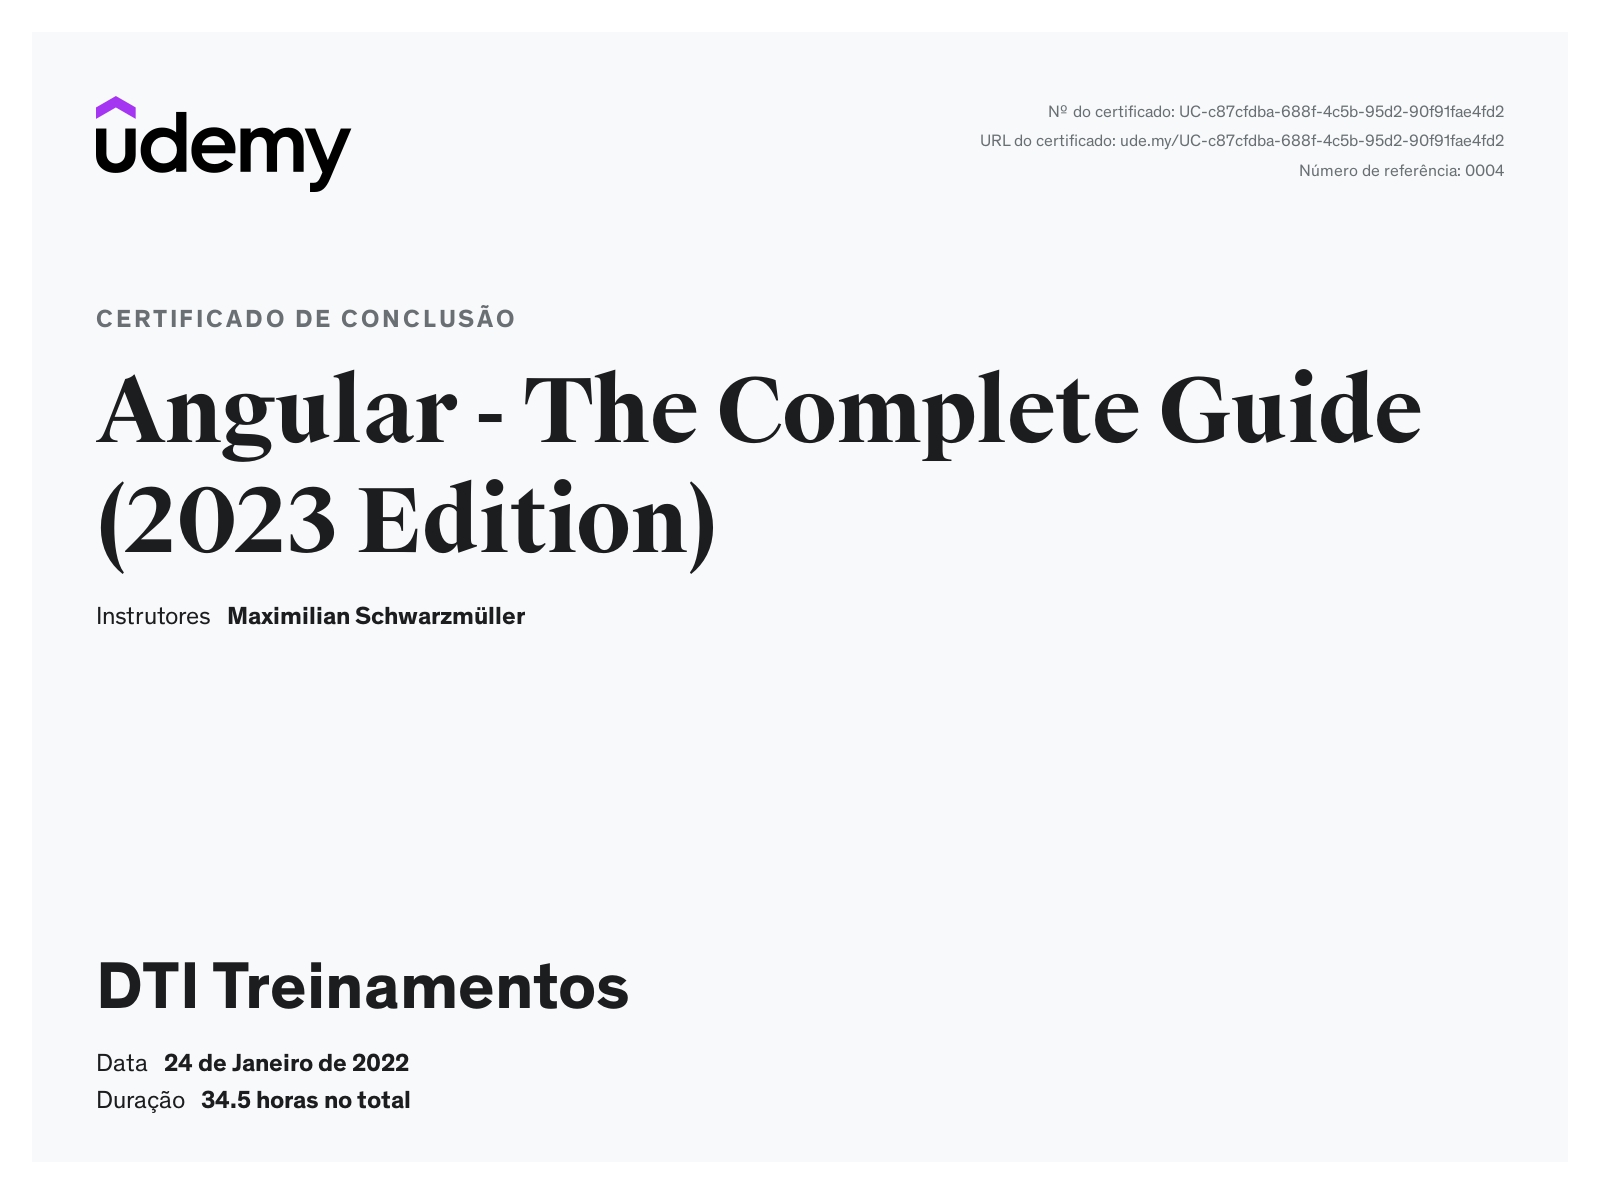 udemy
Nº do certificado: UC-c87cfdba-688f-4c5b-95d2-90f91fae4fd2
URL do certificado: ude.my/UC-c87cfdba-688f-4c5b-95d2-90f91fae4fd2
Número de referência: 0004
CERTIFICADO DE CONCLUSÃO
Angular - The Complete Guide
(2023 Edition)
Instrutores Maximilian Schwarzmüller
DTI Treinamentos
Data 24 de Janeiro de 2022
Duração 34.5 horas no total